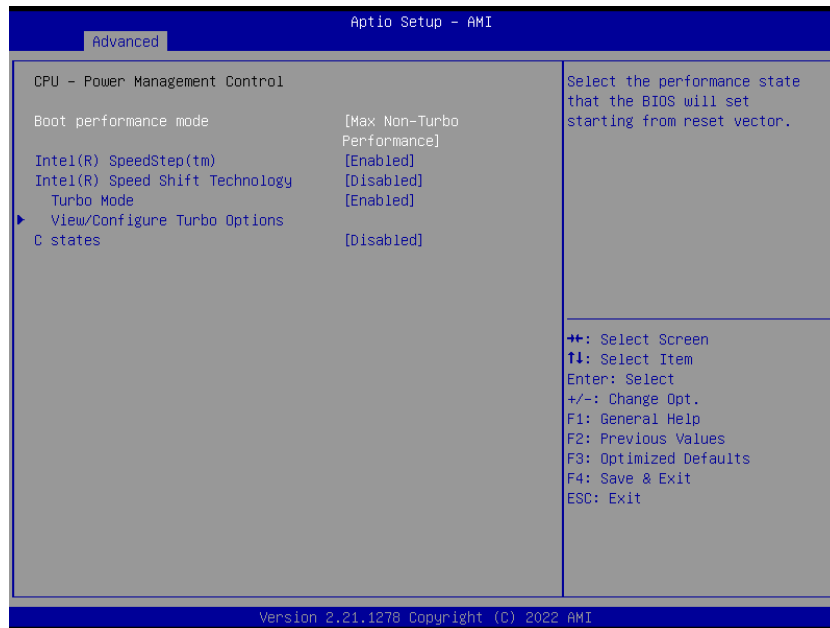 Aptio Setup – AMI
Advanced
CPU – Power Management Control
Boot performance mode [Max Non-Turbo
Performance]
Intel(R) SpeedStep(tm) [Enabled]
Intel(R) Speed Shift Technology [Disabled]
Turbo Mode [Enabled]
View/Configure Turbo Options
C states [Disabled]
Select the performance state
that the BIOS will set
starting from reset vector.
→←: Select Screen
↑↓: Select Item
Enter: Select
+/-: Change Opt.
F1: General Help
F2: Previous Values
F3: Optimized Defaults
F4: Save & Exit
ESC: Exit
Version 2.21.1278 Copyright (C) 2022 AMI